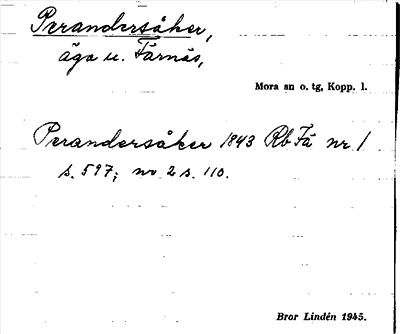 Perandersåker,
äga u. Färnäs,
Mora sn o. tg, Kopp. l.
Perandersåker 1843 Rb Fä nr 1
s. 597; nr 2 s. 110.
Bror Lindén 1945.